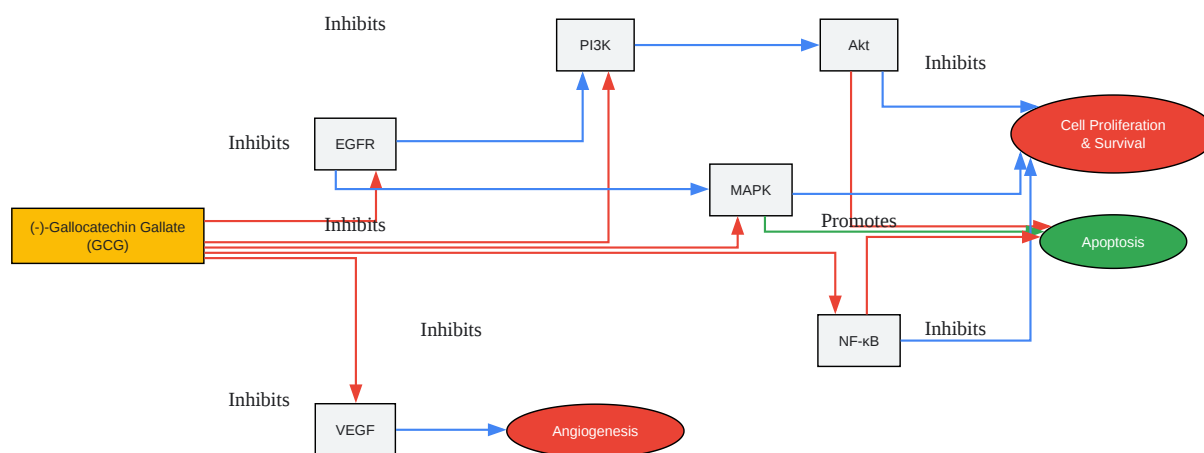 Inhibits
PI3K
Akt
Inhibits
Cell Proliferation
& Survival
Inhibits
EGFR
MAPK
(-)-Gallocatechin Gallate
(GCG)
Inhibits
Promotes
Apoptosis
Inhibits
NF-κB
Inhibits
Inhibits
VEGF
Angiogenesis